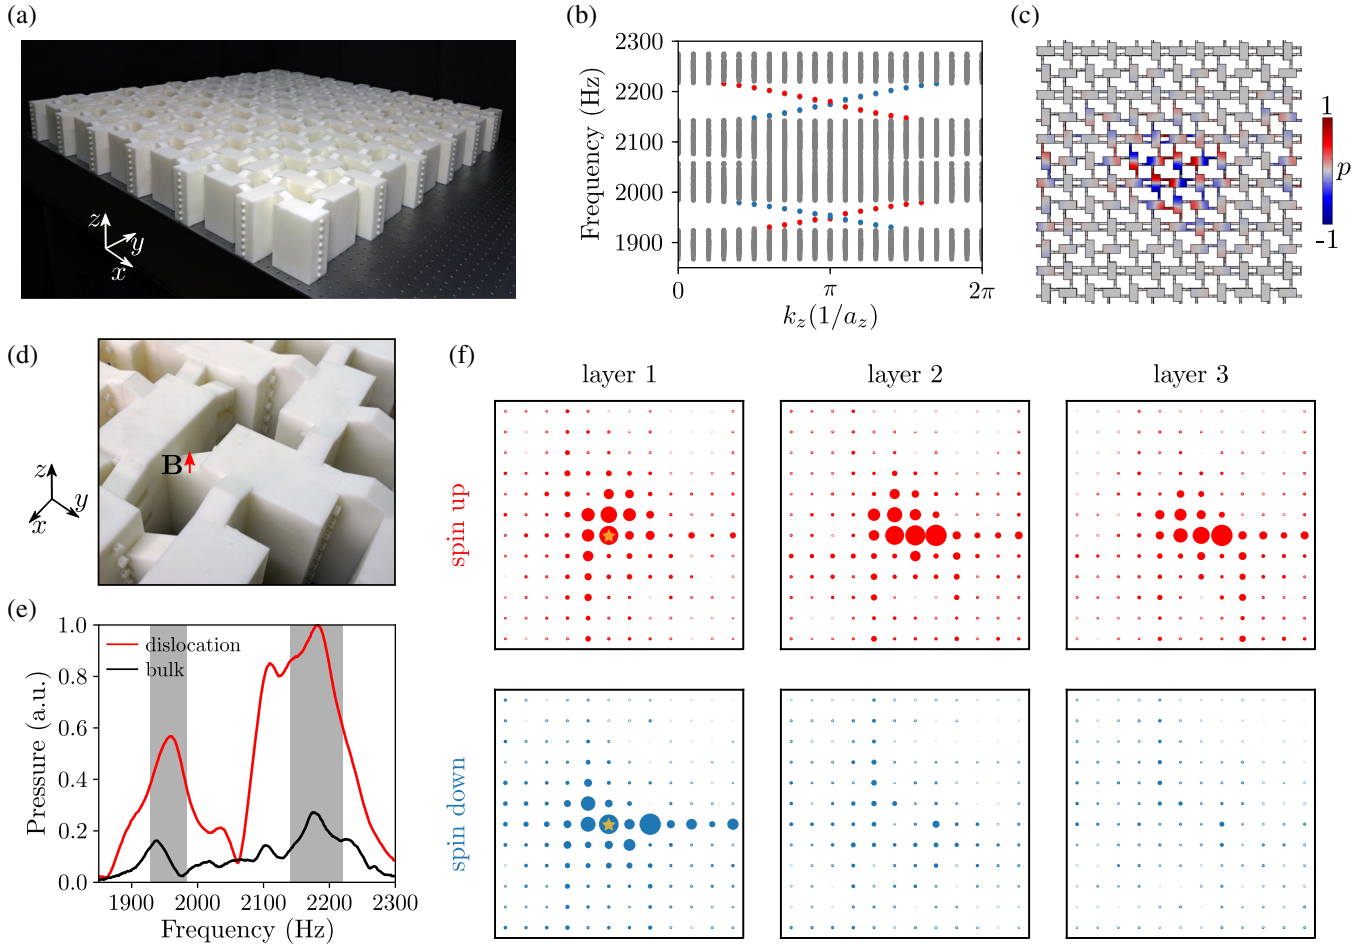 (a)
z
y
x
(b)
Frequency (Hz)
2300
2200
2100
2000
1900
0
π
2π
k_z(1/a_z)
(c)
1
p
-1
(d)
B
z
y
x
(e)
Pressure (a.u.)
1.0
0.8
0.6
0.4
0.2
0.0
dislocation
bulk
1900
2000
2100
2200
2300
Frequency (Hz)
(f)
layer 1
layer 2
layer 3
spin up
spin down